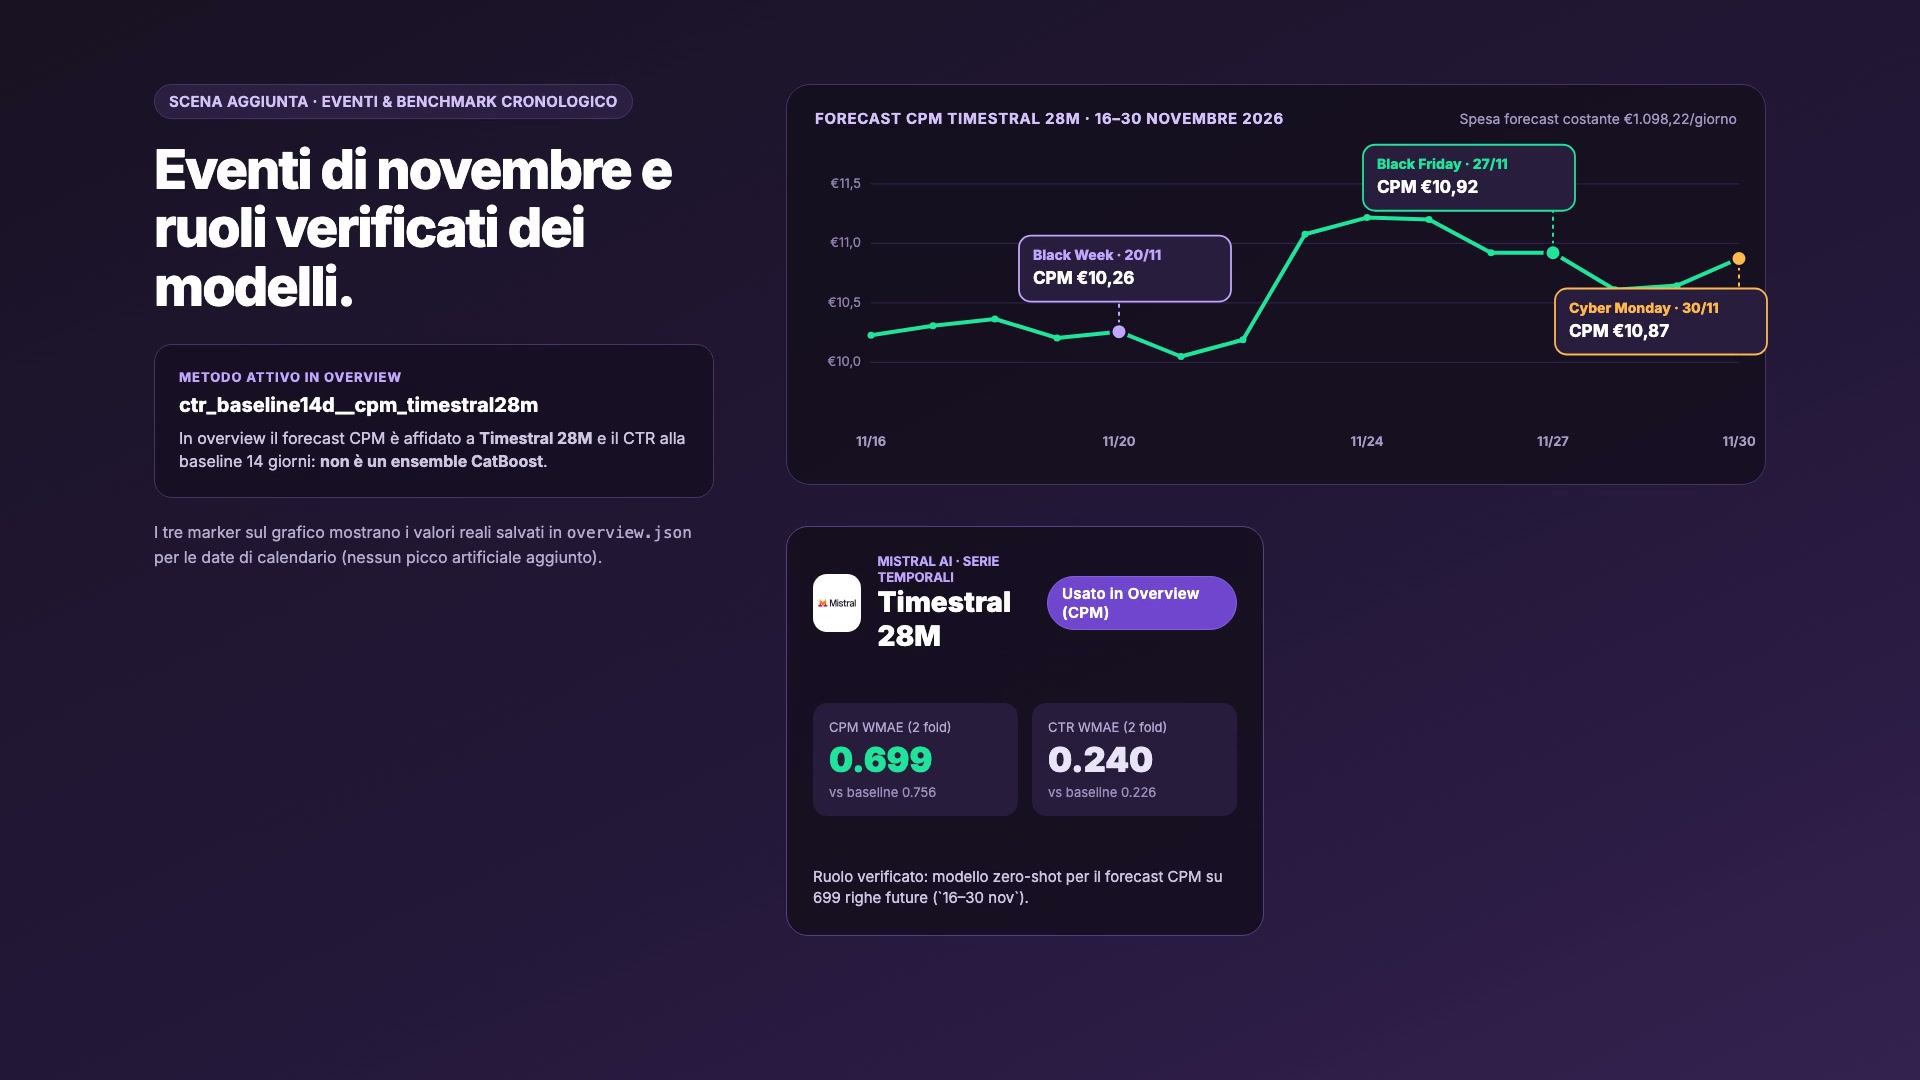 SCENA AGGIUNTA · EVENTI & BENCHMARK CRONOLOGICO
Eventi di novembre e
ruoli verificati dei
modelli.
METODO ATTIVO IN OVERVIEW
ctr_baseline14d__cpm_timestral28m
In overview il forecast CPM è affidato a Timestral 28M e il CTR alla
baseline 14 giorni: non è un ensemble CatBoost.
I tre marker sul grafico mostrano i valori reali salvati in overview.json
per le date di calendario (nessun picco artificiale aggiunto).
FORECAST CPM TIMESTRAL 28M · 16–30 NOVEMBRE 2026
Spesa forecast costante €1.098,22/giorno
€11,5
€11,0
€10,5
€10,0
Black Week · 20/11
CPM €10,26
Black Friday · 27/11
CPM €10,92
Cyber Monday · 30/11
CPM €10,87
11/16
11/20
11/24
11/27
11/30
Mistral
MISTRAL AI · SERIE
TEMPORALI
Timestral
28M
Usato in Overview
(CPM)
CPM WMAE (2 fold)
0.699
vs baseline 0.756
CTR WMAE (2 fold)
0.240
vs baseline 0.226
Ruolo verificato: modello zero-shot per il forecast CPM su
699 righe future (`16–30 nov`).